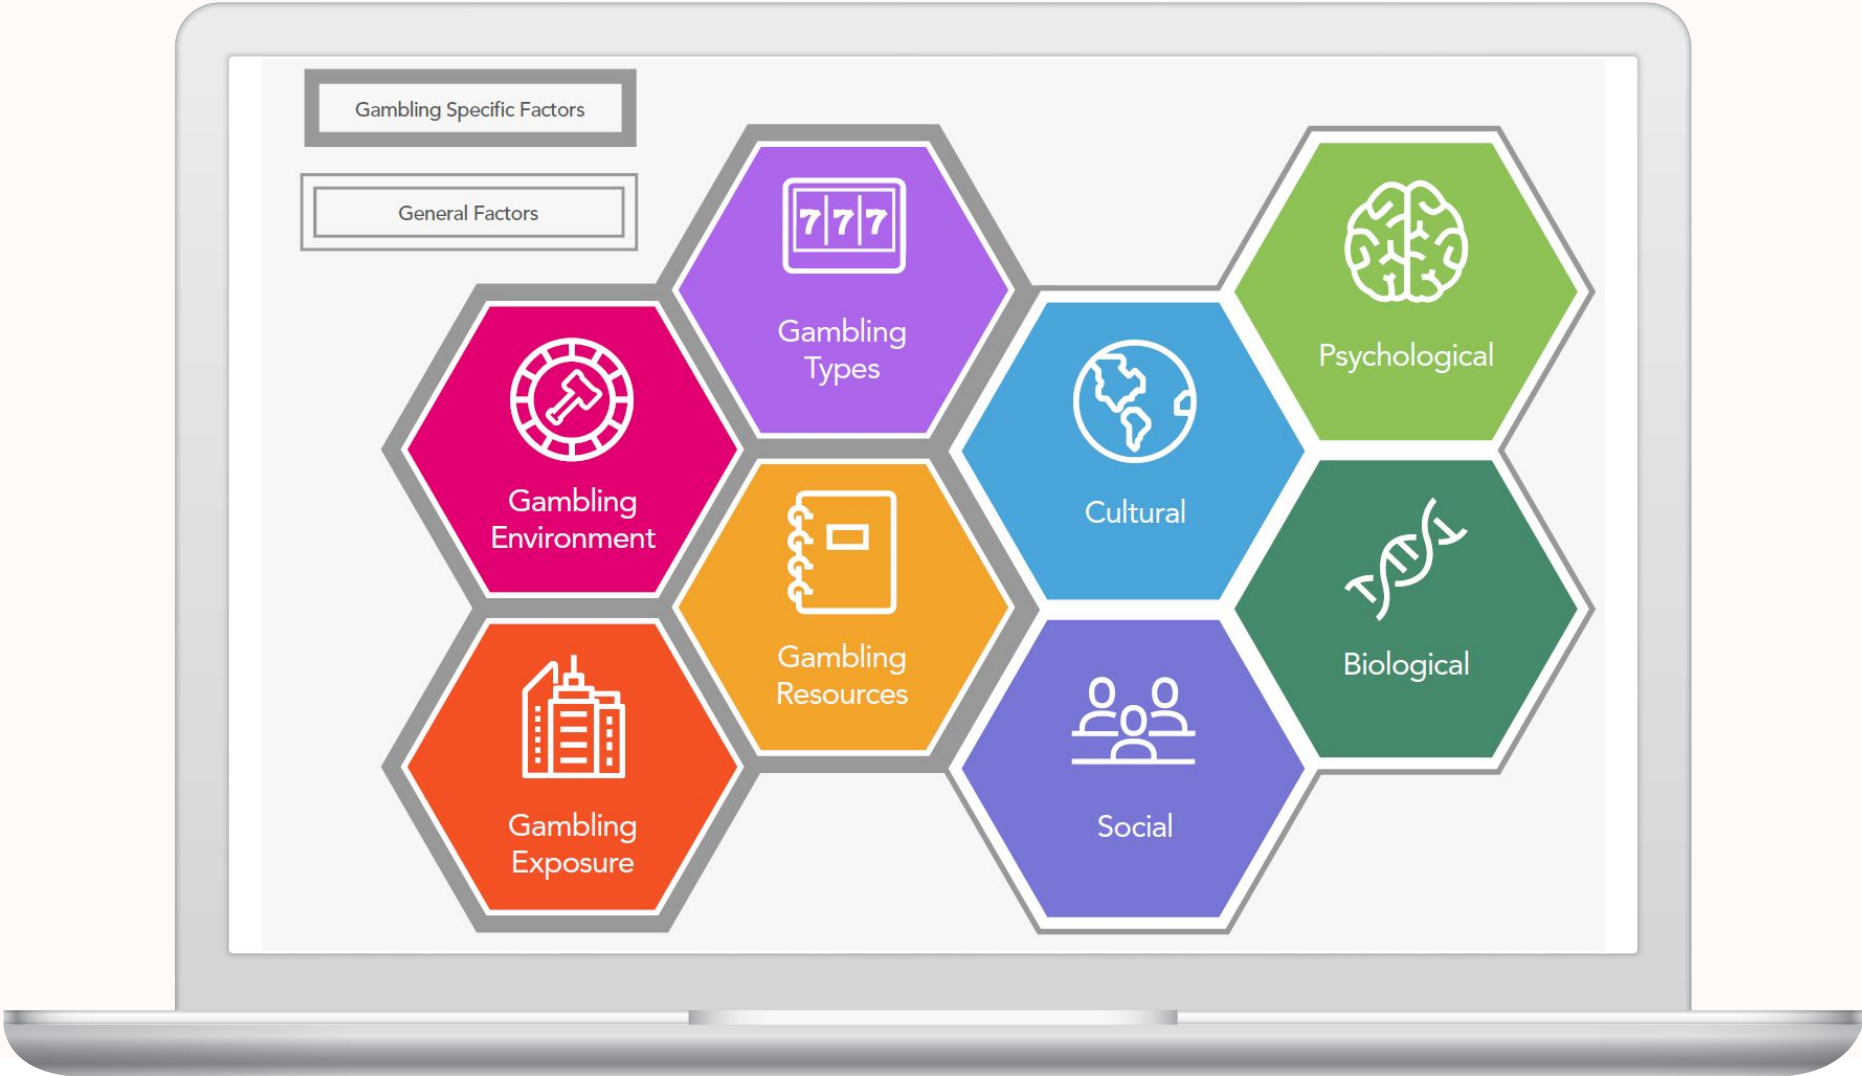 Gambling Specific Factors
General Factors
777
Gambling
Types
Psychological
Gambling
Environment
Cultural
Gambling
Resources
Biological
Gambling
Exposure
Social